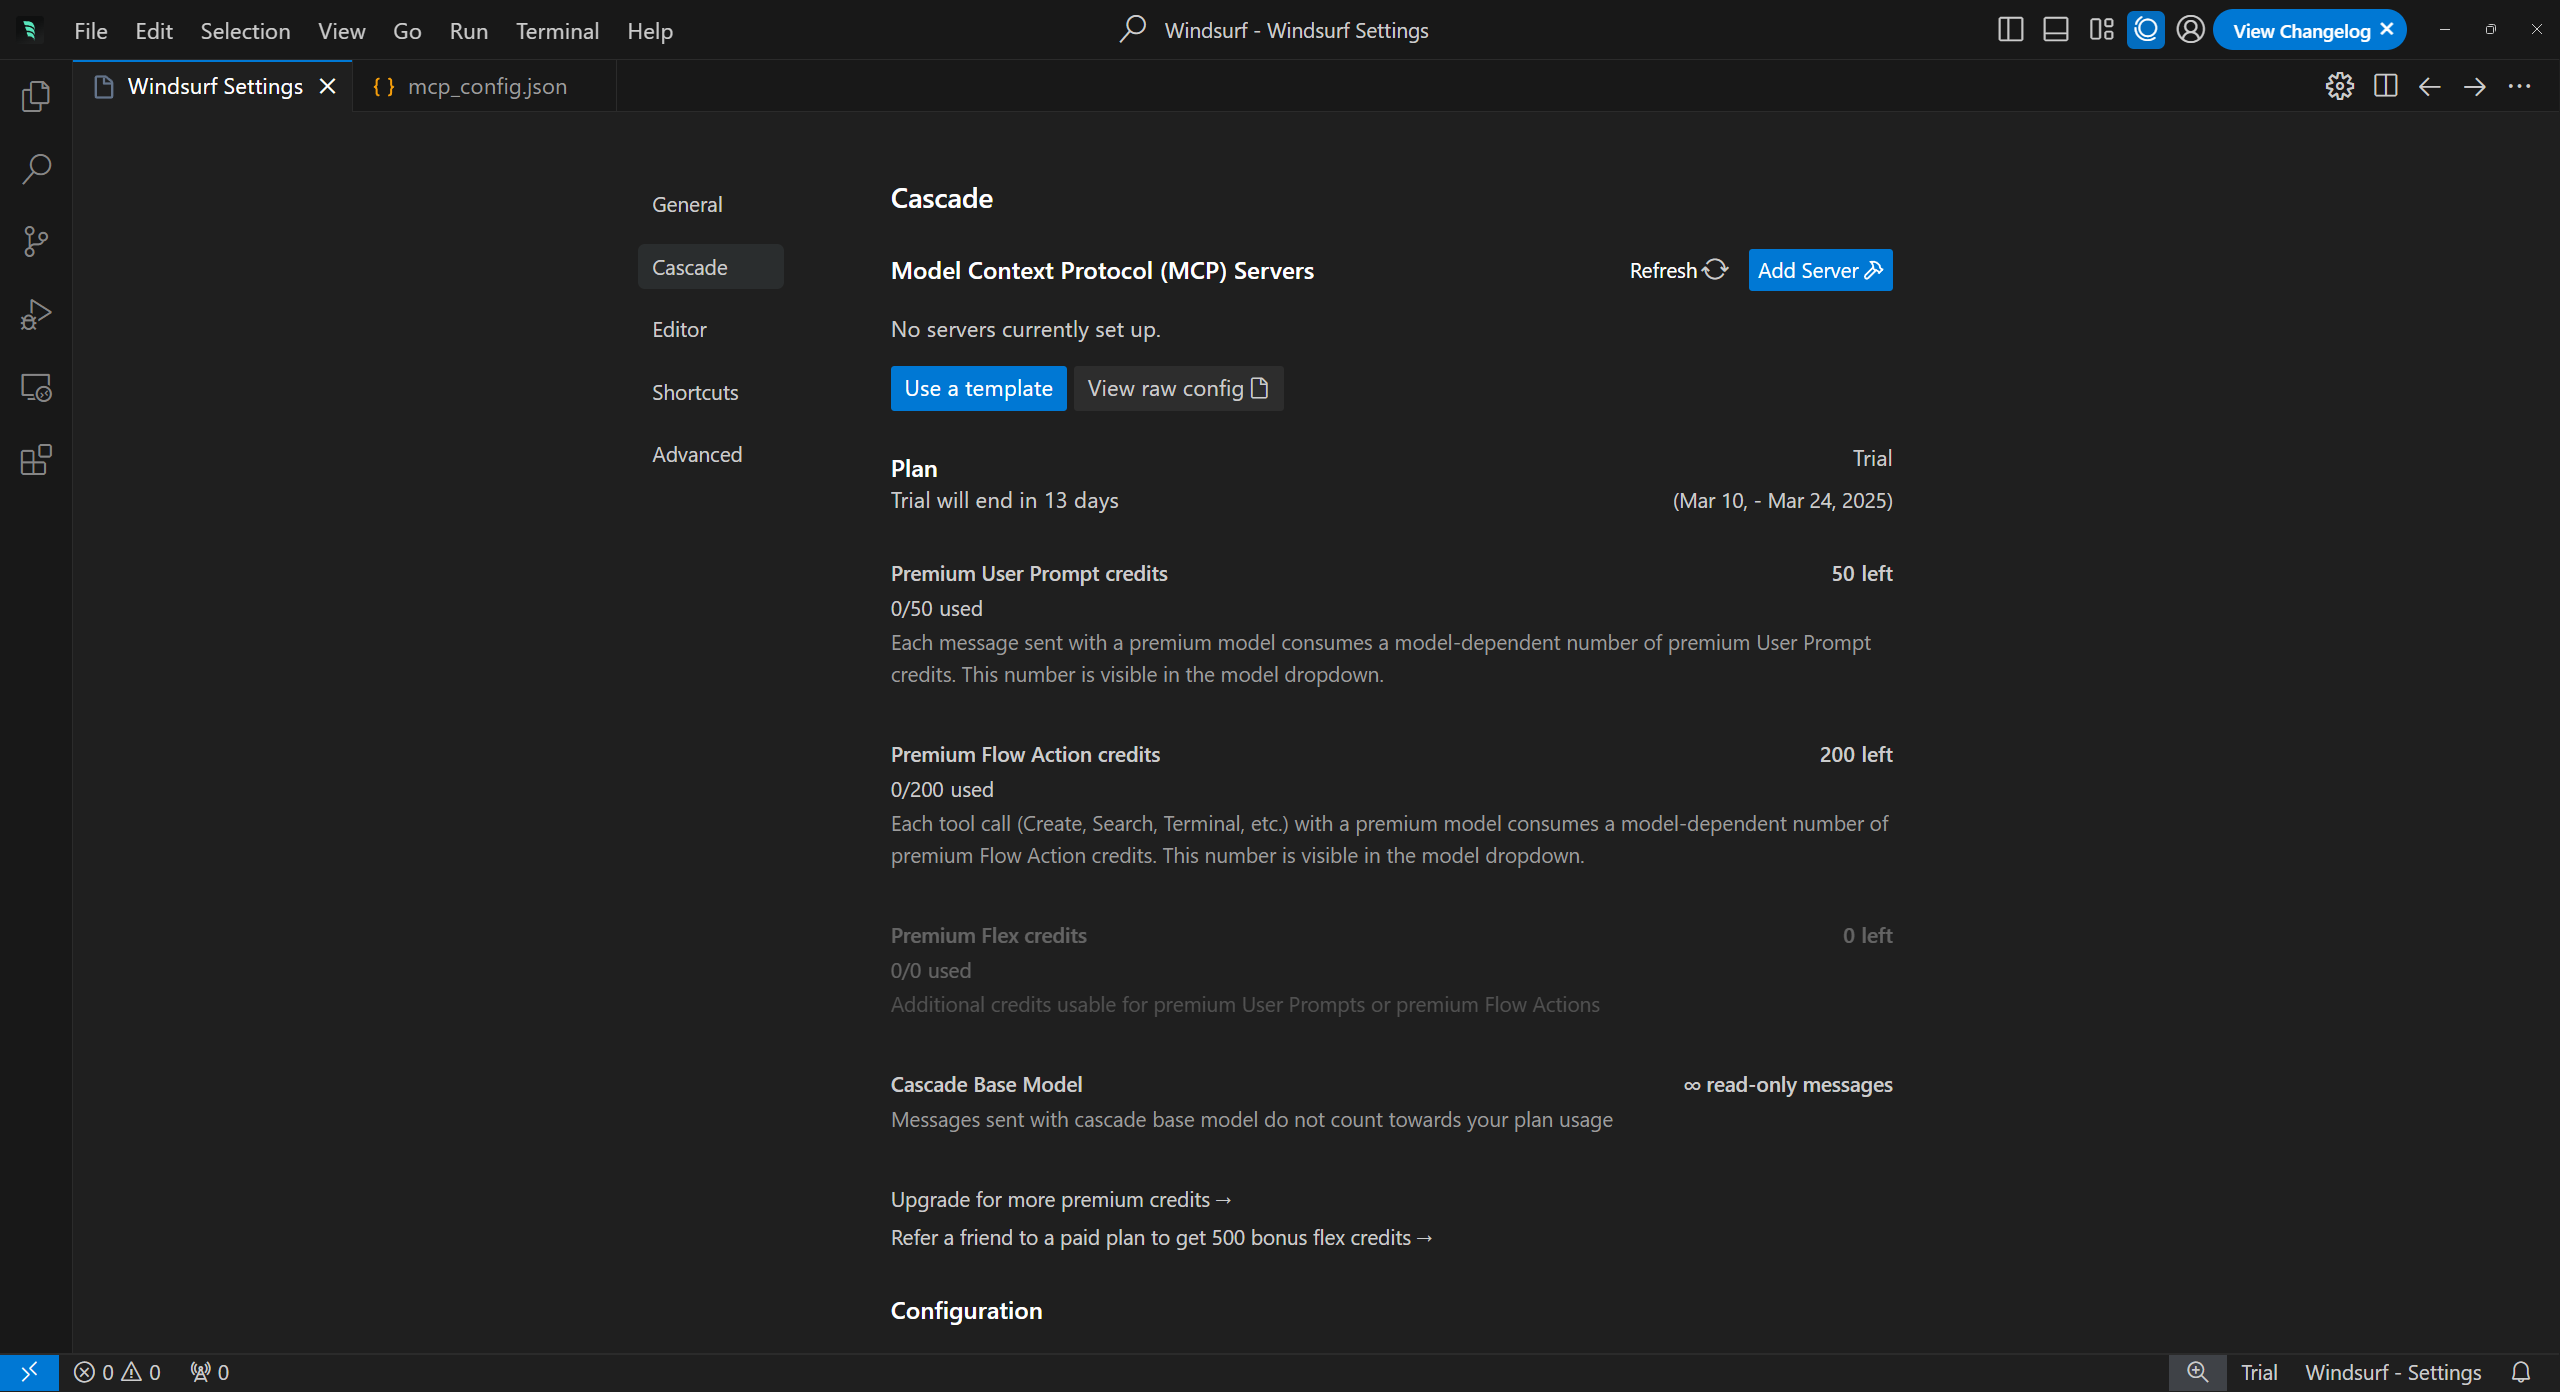 File Edit Selection View Go Run Terminal Help
Windsurf - Windsurf Settings
View Changelog
Windsurf Settings
{ } mcp_config.json
General
Cascade
Editor
Shortcuts
Advanced
Cascade
Model Context Protocol (MCP) Servers
Refresh
Add Server
No servers currently set up.
Use a template
View raw config
Plan
Trial
Trial will end in 13 days
(Mar 10, - Mar 24, 2025)
Premium User Prompt credits
50 left
0/50 used
Each message sent with a premium model consumes a model-dependent number of premium User Prompt
credits. This number is visible in the model dropdown.
Premium Flow Action credits
200 left
0/200 used
Each tool call (Create, Search, Terminal, etc.) with a premium model consumes a model-dependent number of
premium Flow Action credits. This number is visible in the model dropdown.
Premium Flex credits
0 left
0/0 used
Additional credits usable for premium User Prompts or premium Flow Actions
Cascade Base Model
∞ read-only messages
Messages sent with cascade base model do not count towards your plan usage
Upgrade for more premium credits →
Refer a friend to a paid plan to get 500 bonus flex credits →
Configuration
0 0 0
Trial
Windsurf - Settings